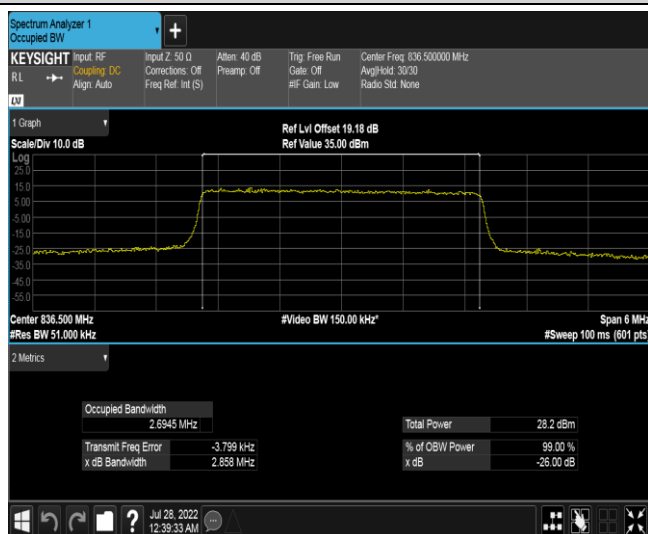 Spectrum Analyzer 1
Occupied BW
+
KEYSIGHT Input: RF Input Z: 50 Ω Atten: 40 dB Trig: Free Run Center Freq: 836.500000 MHz
RL Coupling: DC Corrections: Off Preamp: Off Gate: Off Avg|Hold: 30/30
Align: Auto Freq Ref: Int (S) #IF Gain: Low Radio Std: None
LXI
1 Graph
Ref Lvl Offset 19.18 dB
Scale/Div 10.0 dB Ref Value 35.00 dBm
Log
25.0
15.0
5.00
-5.00
-15.0
-25.0
-35.0
-45.0
-55.0
Center 836.500 MHz #Video BW 150.00 kHz* Span 6 MHz
#Res BW 51.000 kHz #Sweep 100 ms (601 pts)
2 Metrics
Occupied Bandwidth
2.6945 MHz Total Power 28.2 dBm
Transmit Freq Error -3.799 kHz % of OBW Power 99.00 %
x dB Bandwidth 2.858 MHz x dB -26.00 dB
? Jul 28, 2022
12:39:33 AM